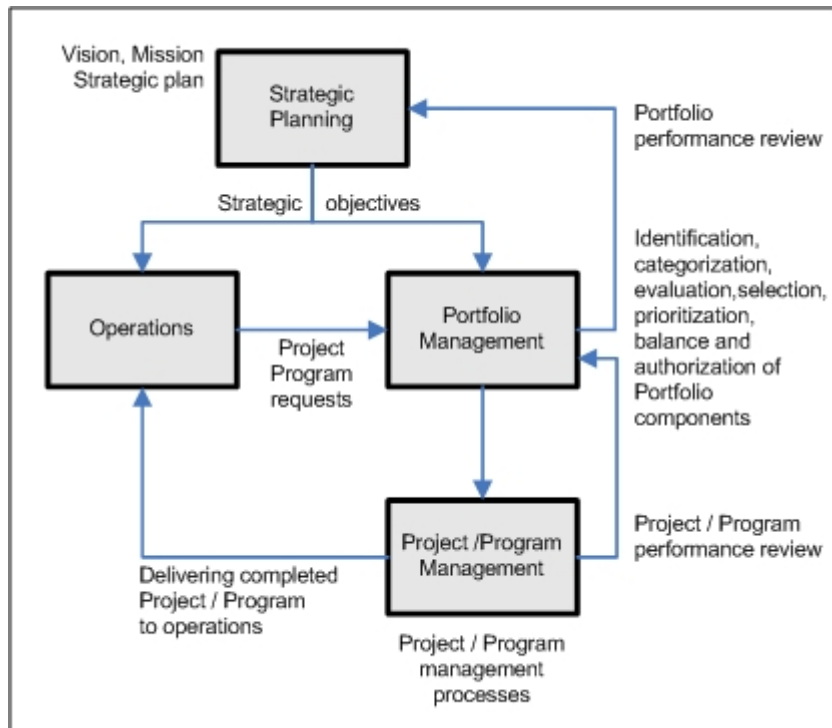 Vision, Mission
Strategic plan
Strategic
Planning
Portfolio
performance review
Strategic objectives
Identification,
categorization,
evaluation,selection,
prioritization,
balance and
authorization of
Portfolio
components
Operations
Portfolio
Management
Project
Program
requests
Project /Program
Management
Project / Program
performance review
Delivering completed
Project / Program
to operations
Project / Program
management
processes